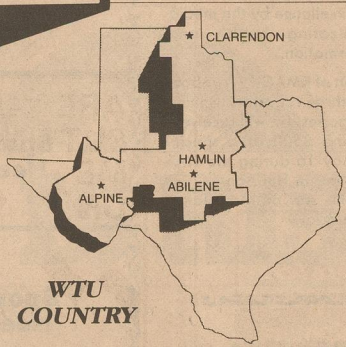 CLARENDON
HAMLIN
ABILENE
ALPINE
WTU
COUNTRY